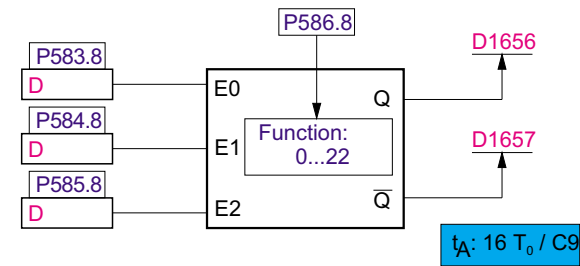 P586.8
P583.8
D
P584.8
D
P585.8
D
E0
E1
E2
Function:
0...22
Q
Q̅
D1656
D1657
tA: 16 T₀ / C9